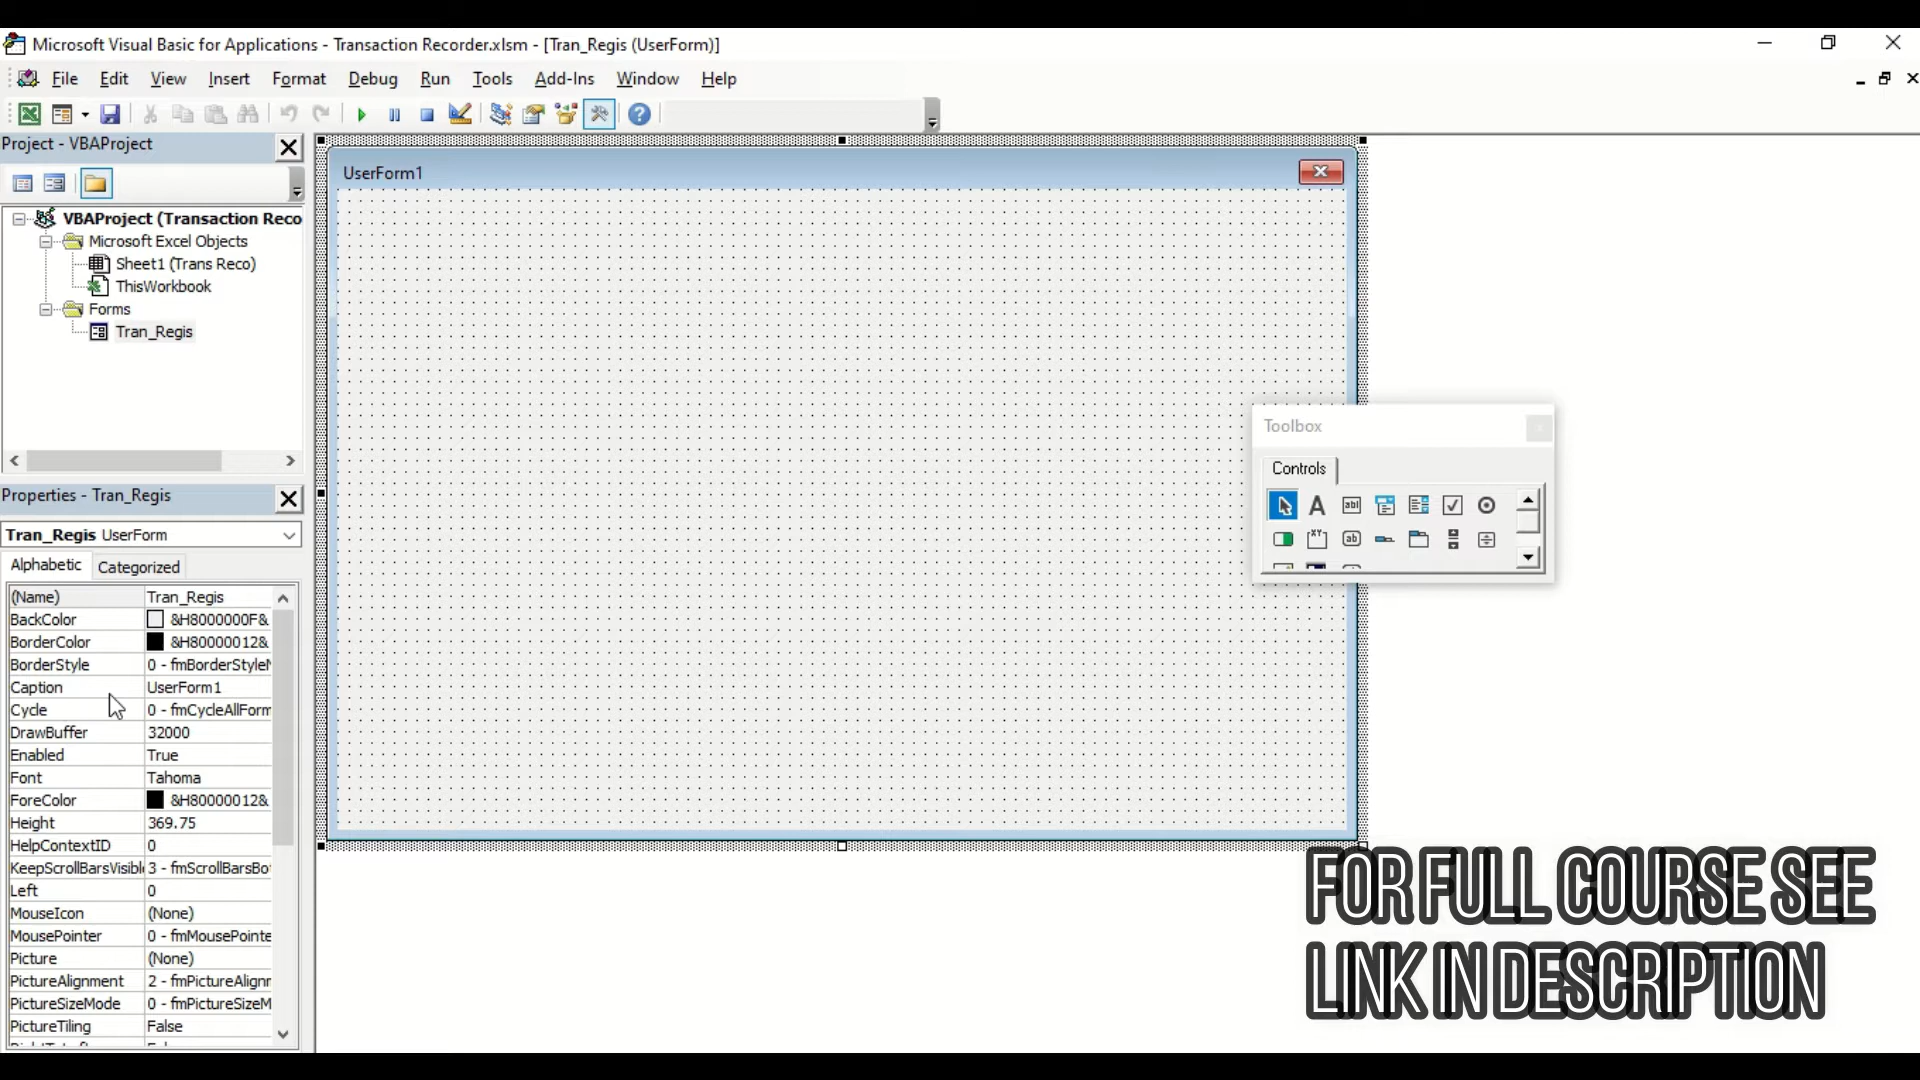 Microsoft Visual Basic for Applications - Transaction Recorder.xlsm - [Tran_Regis (UserForm)]
File Edit View Insert Format Debug Run Tools Add-Ins Window Help
Project - VBAProject
VBAProject (Transaction Reco
Microsoft Excel Objects
Sheet1 (Trans Reco)
ThisWorkbook
Forms
Tran_Regis
UserForm1
Toolbox
Controls
Properties - Tran_Regis
Tran_Regis UserForm
Alphabetic Categorized
(Name) Tran_Regis
BackColor &H8000000F&
BorderColor &H80000012&
BorderStyle 0 - fmBorderStyleN
Caption UserForm1
Cycle 0 - fmCycleAllForm
DrawBuffer 32000
Enabled True
Font Tahoma
ForeColor &H80000012&
Height 369.75
HelpContextID 0
KeepScrollBarsVisibl 3 - fmScrollBarsBo
Left 0
MouseIcon (None)
MousePointer 0 - fmMousePointe
Picture (None)
PictureAlignment 2 - fmPictureAlign
PictureSizeMode 0 - fmPictureSizeM
PictureTiling False
FOR FULL COURSE SEE
LINK IN DESCRIPTION